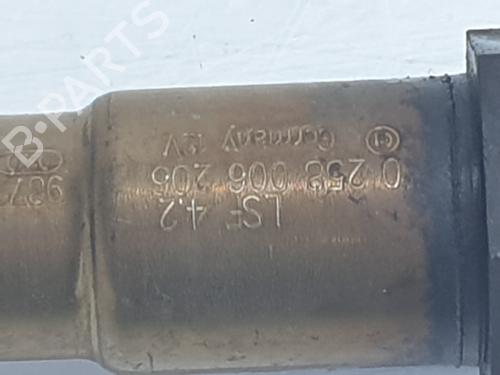 B-PARTS
LSF 4.2
0 258 006 206
Germany 12V